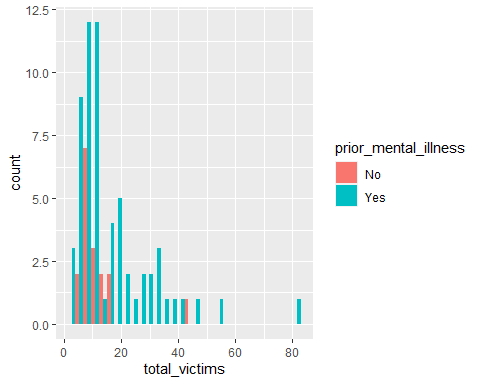 12.5
10.0
7.5
5.0
2.5
0.0
count
0 20 40 60 80
total_victims
prior_mental_illness
No
Yes